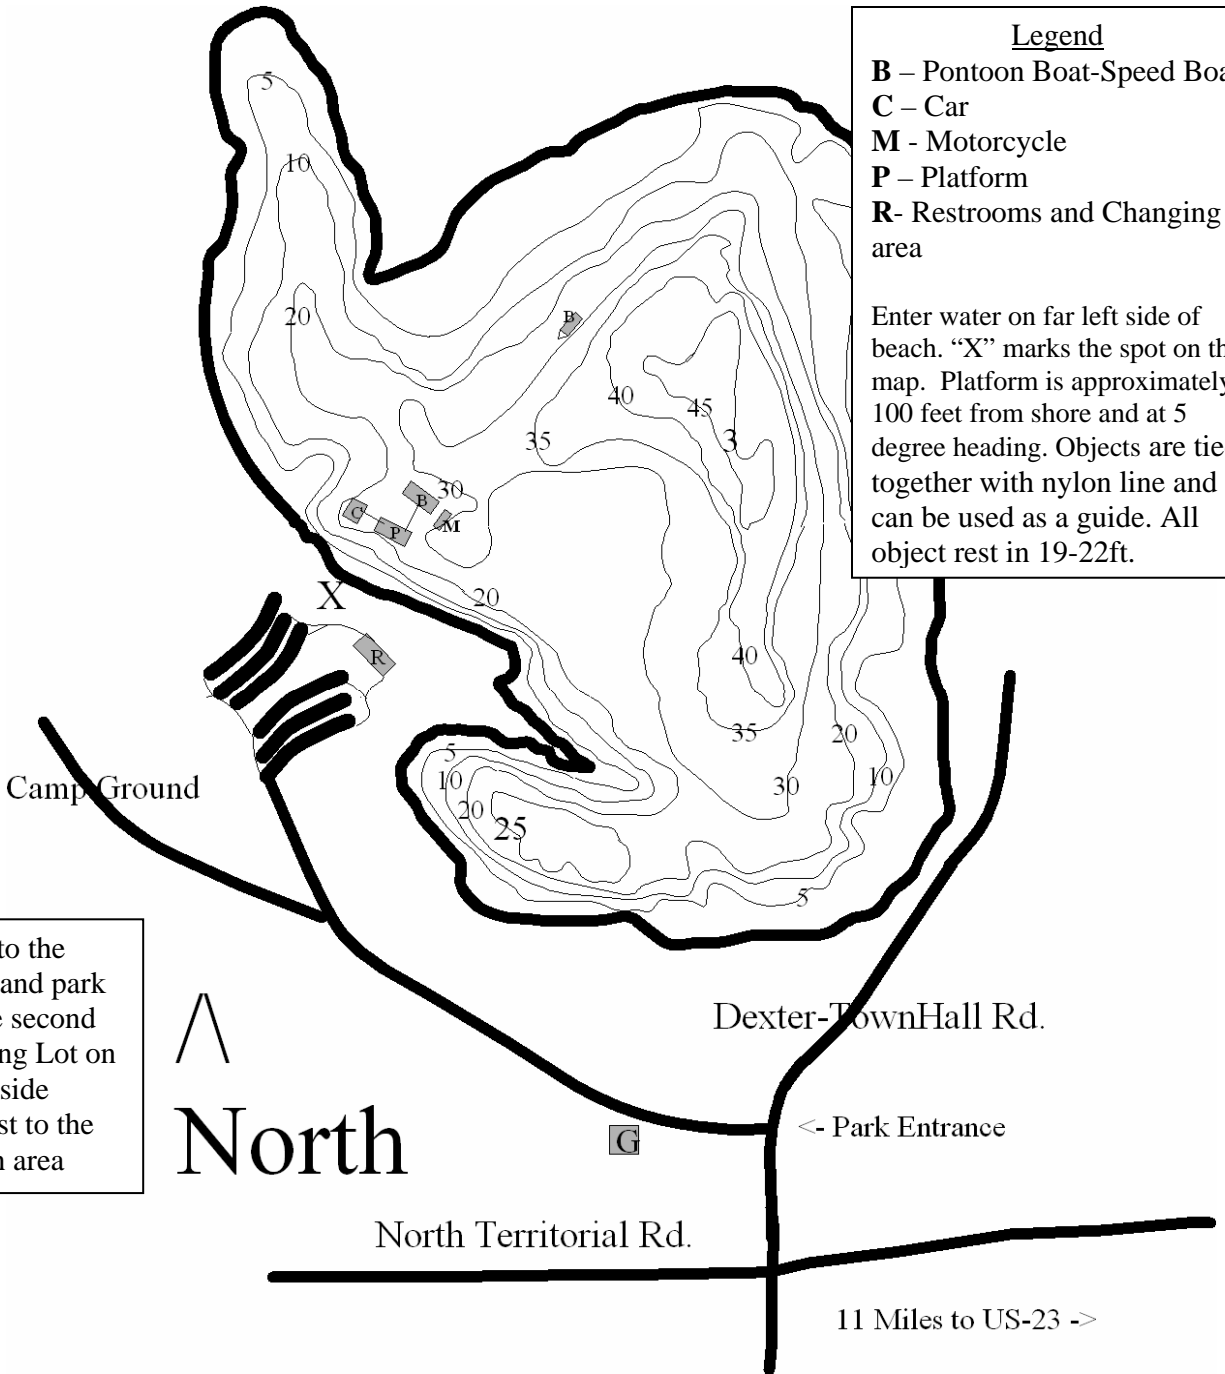 Legend
B – Pontoon Boat-Speed
C – Car
M - Motorcycle
P – Platform
R- Restrooms and Changing
area
Enter water on far left side of
beach. “X” marks the spot on
map. Platform is approximately
100 feet from shore and at 5
degree heading. Objects are
together with nylon line and
can be used as a guide. All
object rest in 19-22ft.
5
10
20
B
40
45
3
35
30
B
C
P
M
20
X
R
40
35
20
10
30
5
10
20
25
5
Camp Ground
to the
and park
second
Lot on
side
to the
area
North
Dexter-TownHall Rd.
<- Park Entrance
G
North Territorial Rd.
11 Miles to US-23 ->